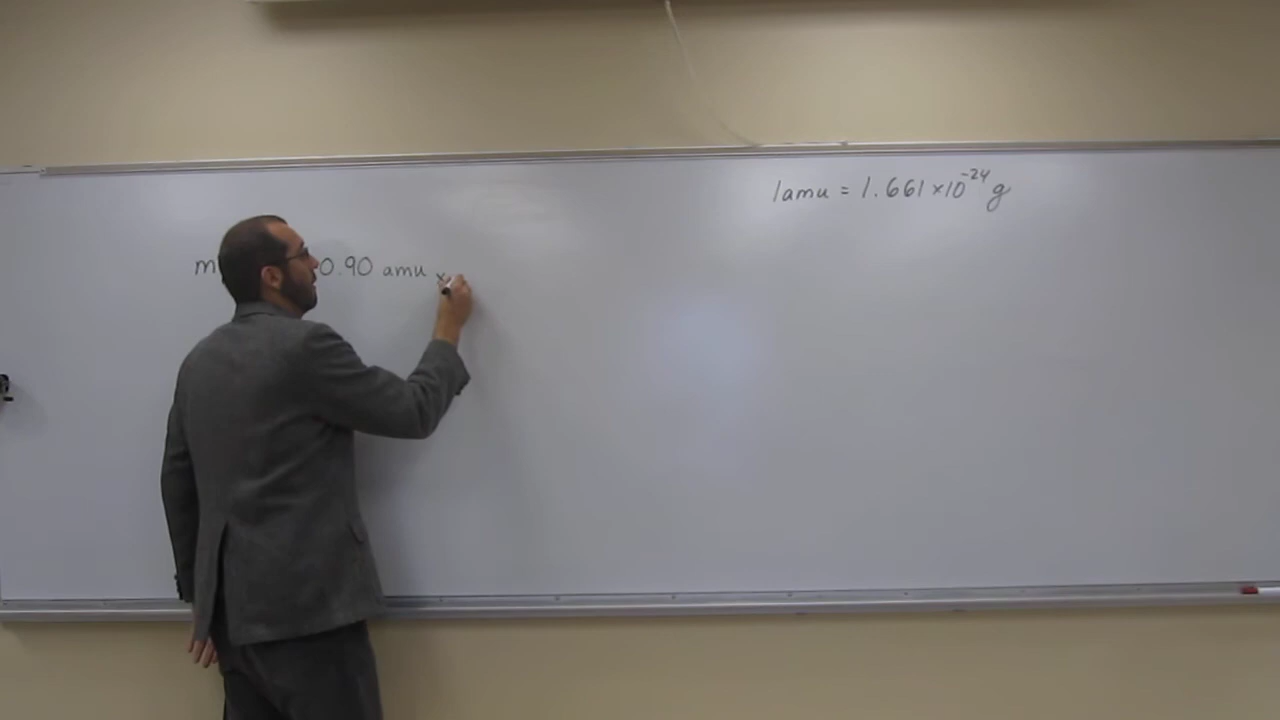 1amu = 1.661 × 10⁻²⁴ g
m 0.90 amu ×